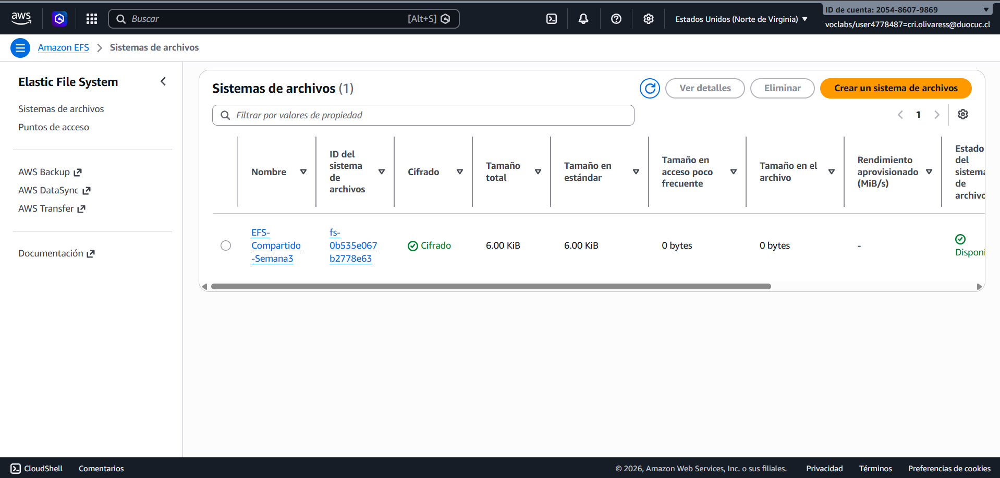 aws
Buscar
[Alt+S]
Estados Unidos (Norte de Virginia)
ID de cuenta: 2054-8607-9869
voclabs/user4778487=cri.olivaress@duocuc.cl
Amazon EFS
Sistemas de archivos
Elastic File System
Sistemas de archivos
Puntos de acceso
AWS Backup
AWS DataSync
AWS Transfer
Documentación
Sistemas de archivos (1)
Ver detalles
Eliminar
Crear un sistema de archivos
Filtrar por valores de propiedad
1
Nombre
ID del
sistema
de
archivos
Cifrado
Tamaño
total
Tamaño en
estándar
Tamaño en
acceso poco
frecuente
Tamaño en el
archivo
Rendimiento
aprovisionado
(MiB/s)
Estado
del
sistema
de
archivo
EFS-
Compartido
-Semana3
fs-
0b535e067
b2778e63
Cifrado
6.00 KiB
6.00 KiB
0 bytes
0 bytes
-
Disponi
CloudShell
Comentarios
© 2026, Amazon Web Services, Inc. o sus filiales.
Privacidad
Términos
Preferencias de cookies